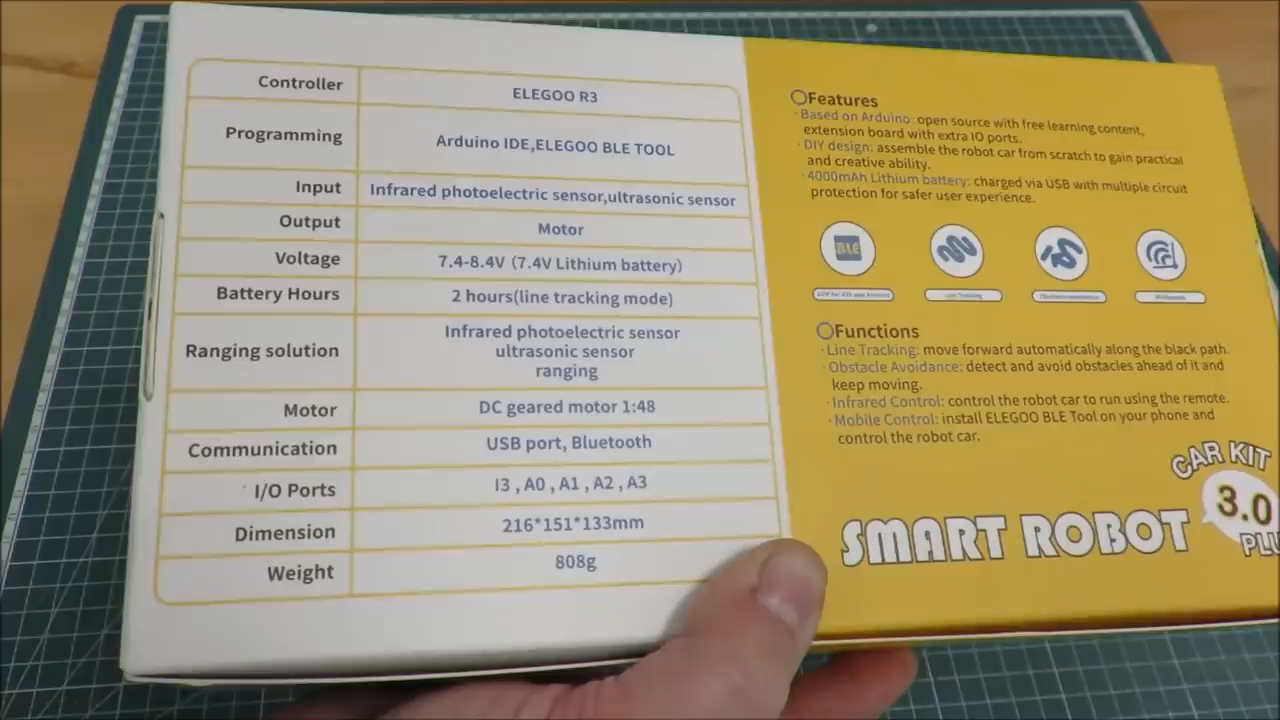 Controller
ELEGOO R3
Programming
Arduino IDE,ELEGOO BLE TOOL
Input
Infrared photoelectric sensor,ultrasonic sensor
Output
Motor
Voltage
7.4-8.4V (7.4V Lithium battery)
Battery Hours
2 hours(line tracking mode)
Ranging solution
Infrared photoelectric sensor
ultrasonic sensor
ranging
Motor
DC geared motor 1:48
Communication
USB port, Bluetooth
I/O Ports
I3 , A0 , A1 , A2 , A3
Dimension
216*151*133mm
Weight
808g
Features
·Based on Arduino: open source with free learning content,
extension board with extra IO ports.
·DIY design: assemble the robot car from scratch to gain practical
and creative ability.
·4000mAh Lithium battery: charged via USB with multiple circuit
protection for safer user experience.
BLE
Line Tracking
Functions
·Line Tracking: move forward automatically along the black path.
·Obstacle Avoidance: detect and avoid obstacles ahead of it and
keep moving.
·Infrared Control: control the robot car to run using the remote.
·Mobile Control: install ELEGOO BLE Tool on your phone and
control the robot car.
SMART ROBOT
CAR KIT
3.0